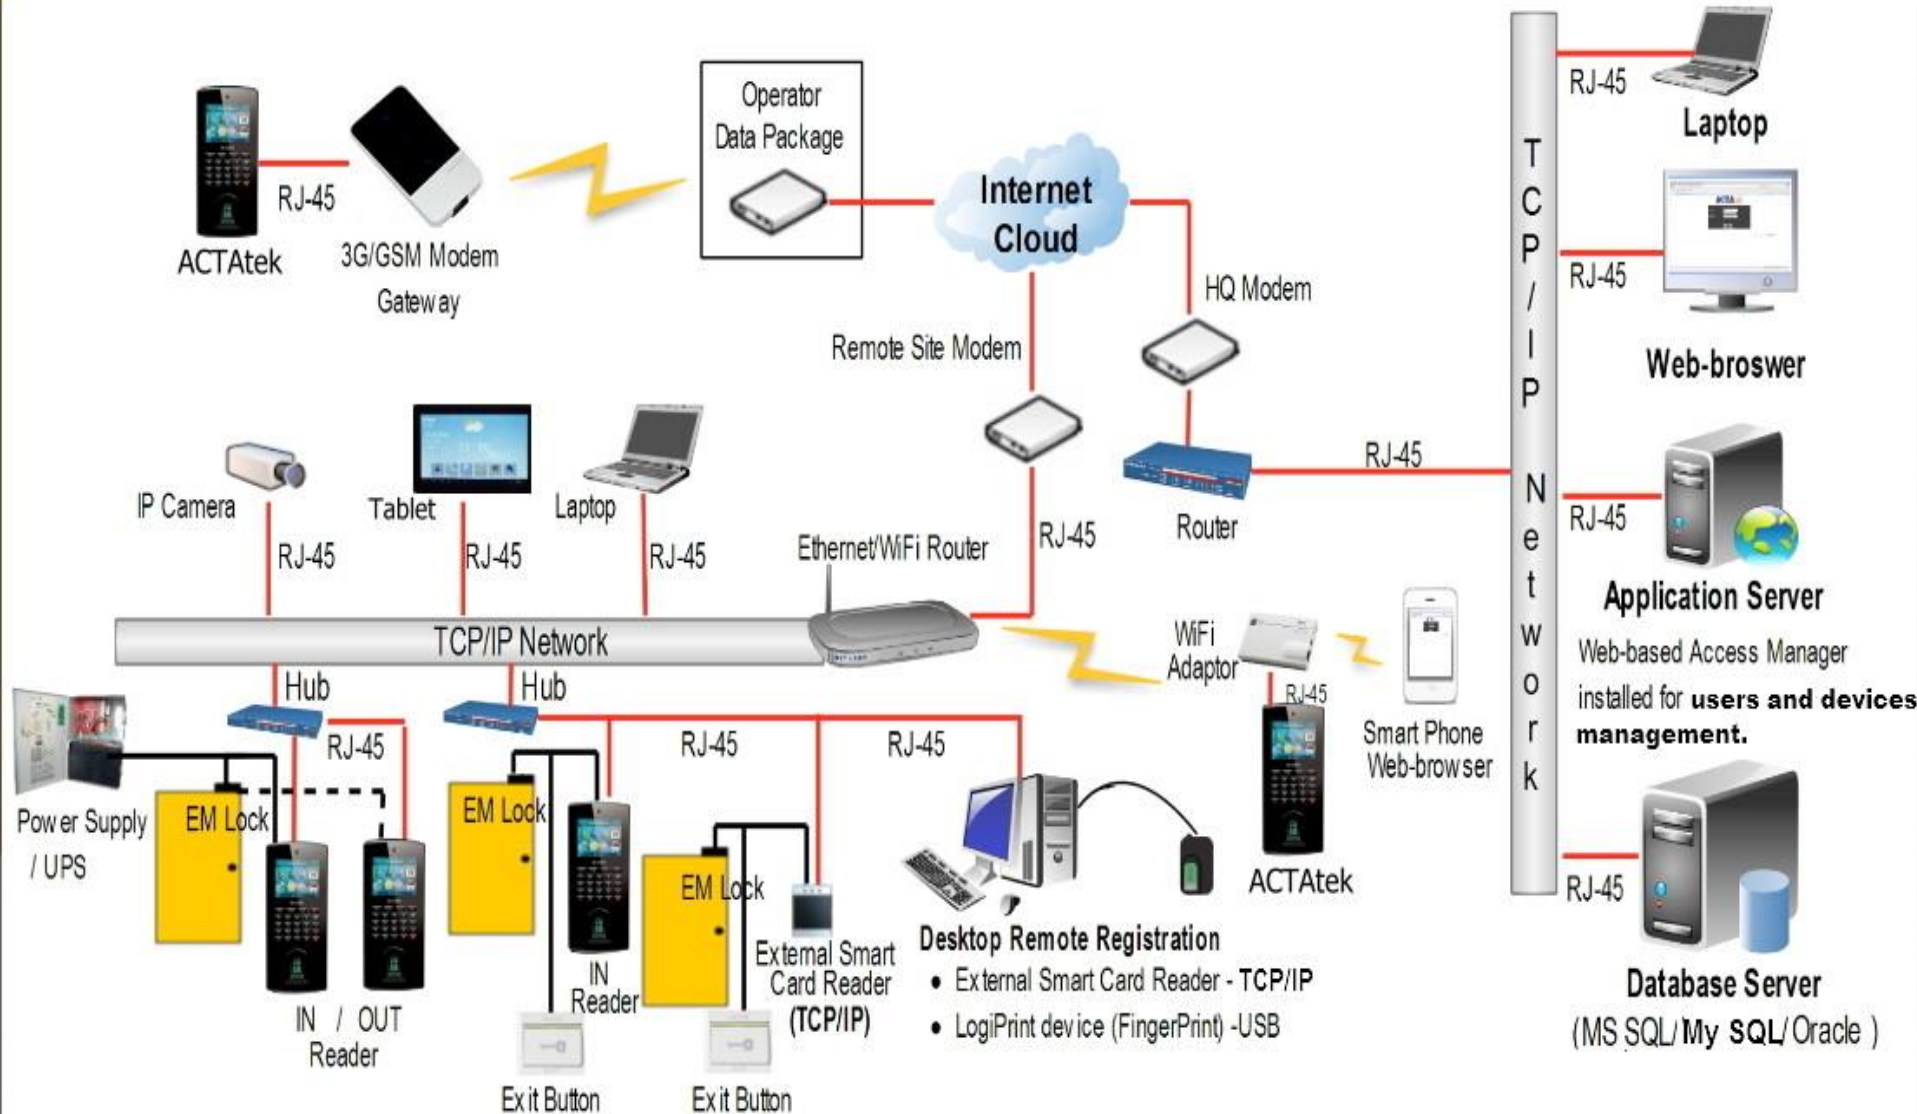 Operator
Data Package
RJ-45
ACTAtek
3G/GSM Modem
Gateway
Internet
Cloud
HQ Modem
Remote Site Modem
RJ-45
Laptop
RJ-45
Web-broswer
TCP/IP Network
RJ-45
Router
IP Camera
Tablet
Laptop
RJ-45
RJ-45
RJ-45
Ethernet/WiFi Router
RJ-45
RJ-45
Application Server
Web-based Access Manager
installed for users and devices
management.
TCP/IP Network
WiFi
Adaptor
RJ-45
Smart Phone
Web-browser
ACTAtek
Hub
Hub
RJ-45
RJ-45
RJ-45
Power Supply
/ UPS
EM Lock
EM Lock
EM Lock
IN / OUT
Reader
IN
Reader
External Smart
Card Reader
(TCP/IP)
Exit Button
Exit Button
Desktop Remote Registration
• External Smart Card Reader - TCP/IP
• LogiPrint device (FingerPrint) -USB
RJ-45
Database Server
(MS SQL/My SQL/Oracle )